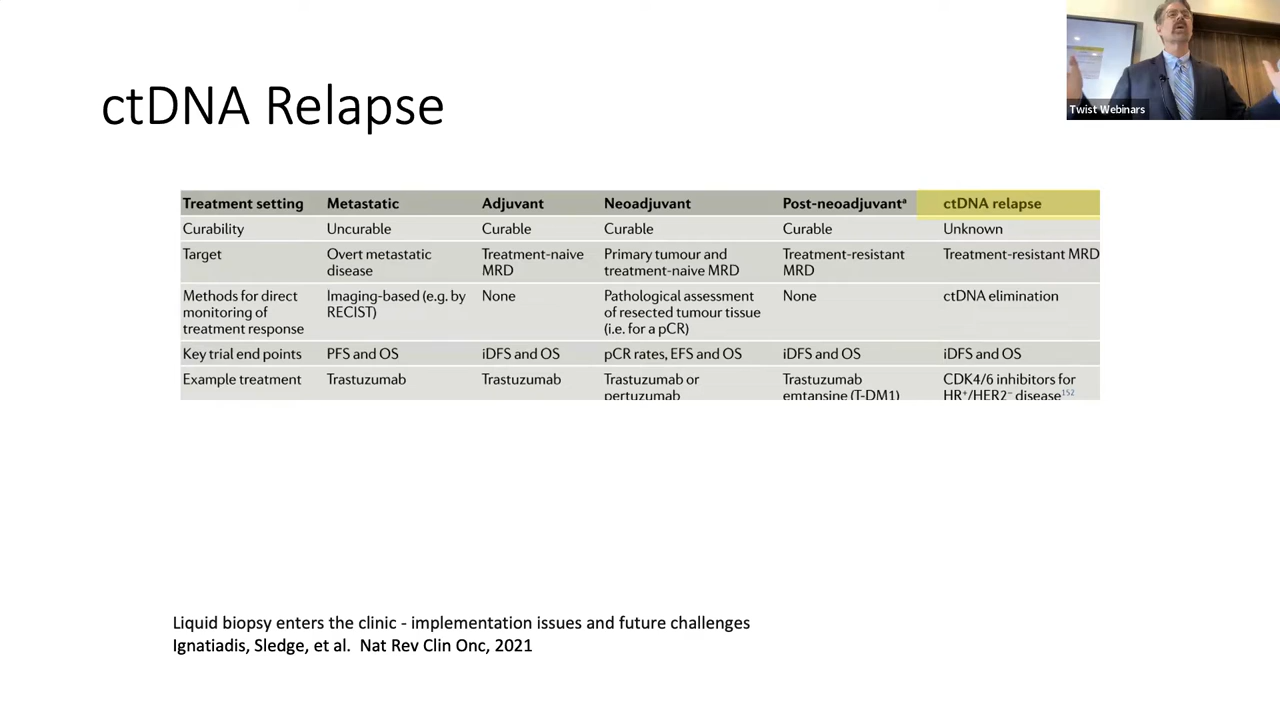 ctDNA Relapse
Twist Webinars
Treatment setting Metastatic Adjuvant Neoadjuvant Post-neoadjuvantᵃ ctDNA relapse
Curability Uncurable Curable Curable Curable Unknown
Target Overt metastatic disease Treatment-naive MRD Primary tumour and treatment-naive MRD Treatment-resistant MRD Treatment-resistant MRD
Methods for direct monitoring of treatment response Imaging-based (e.g. by RECIST) None Pathological assessment of resected tumour tissue (i.e. for a pCR) None ctDNA elimination
Key trial end points PFS and OS iDFS and OS pCR rates, EFS and OS iDFS and OS iDFS and OS
Example treatment Trastuzumab Trastuzumab Trastuzumab or pertuzumab Trastuzumab emtansine (T-DM1) CDK4/6 inhibitors for HR⁺/HER2⁻ disease¹⁵²
Liquid biopsy enters the clinic - implementation issues and future challenges
Ignatiadis, Sledge, et al. Nat Rev Clin Onc, 2021